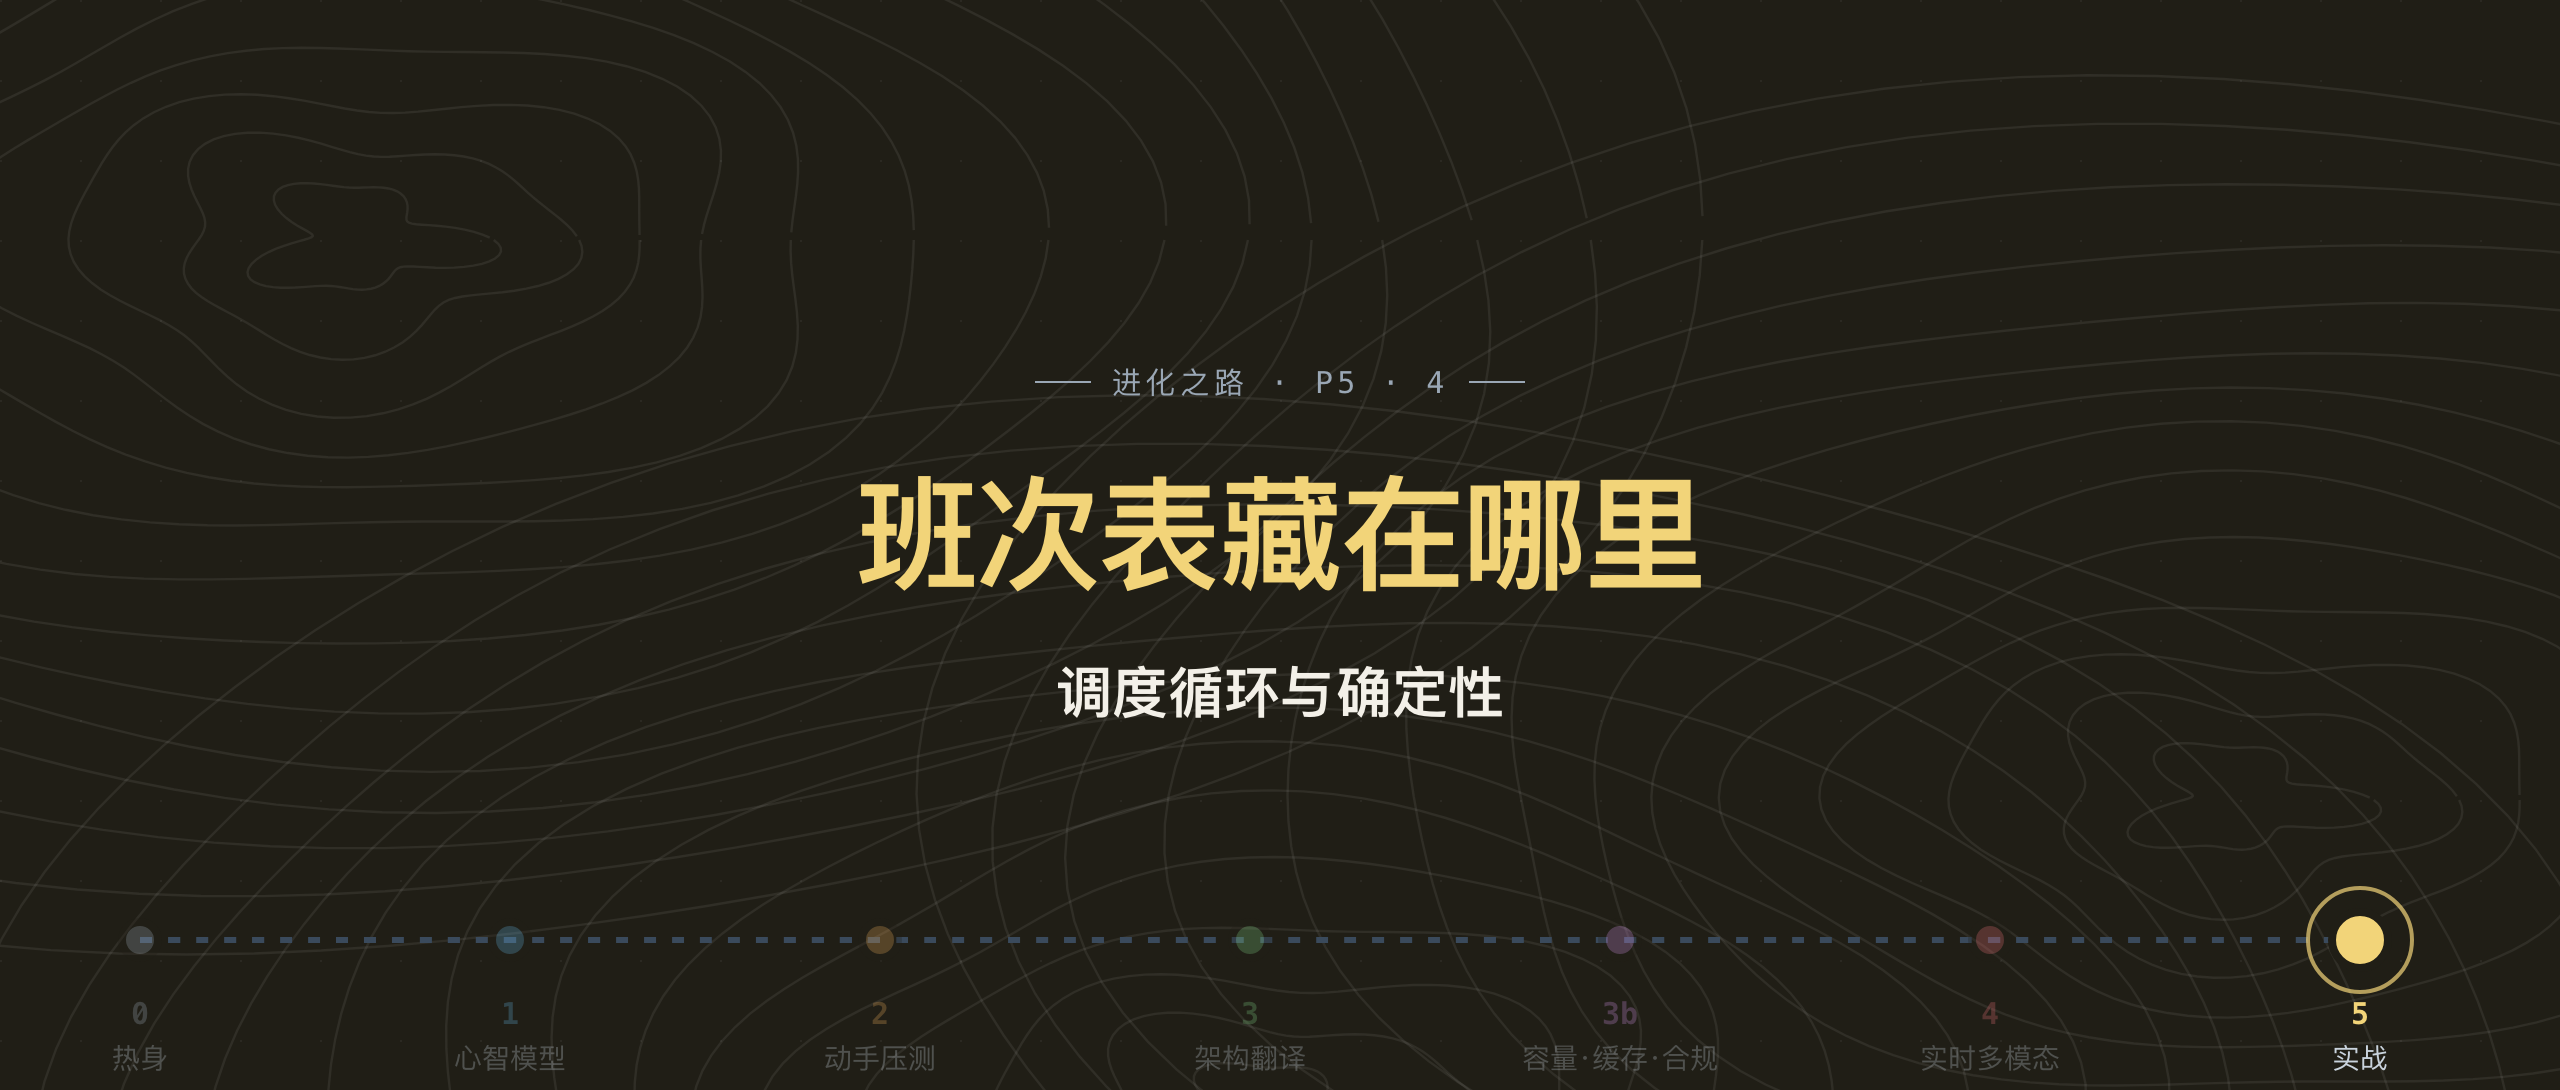 进化之路 · P5 · 4
班次表藏在哪里
调度循环与确定性
0 1 2 3 3b 4 5
热身 心智模型 动手压测 架构翻译 容量·缓存·合规 实时多模态 实战